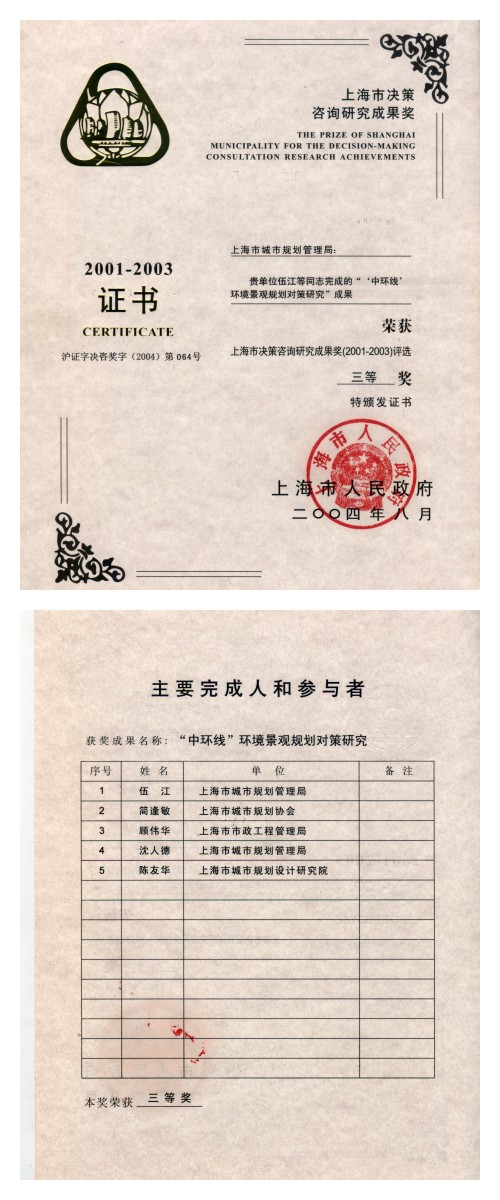 上海市决策
咨询研究成果奖
THE PRIZE OF SHANGHAI
MUNICIPALITY FOR THE DECISION-MAKING
CONSULTATION RESEARCH ACHIEVEMENTS
2001-2003
证书
CERTIFICATE
沪证字决咨奖字（2004）第064号
上海市城市规划管理局：
贵单位伍江等同志完成的“‘中环线’
环境景观规划对策研究”成果
荣获
上海市决策咨询研究成果奖(2001-2003)评选
三等 奖
特颁发证书
上海市人民政府
上海市人民政府
二〇〇四年八月
主要完成人和参与者
获奖成果名称：“中环线”环境景观规划对策研究
序号 姓 名 单 位 备 注
1 伍 江 上海市城市规划管理局
2 简逢敏 上海市城市规划协会
3 顾伟华 上海市市政工程管理局
4 沈人德 上海市城市规划管理局
5 陈友华 上海市城市规划设计研究院
本奖荣获 三等奖